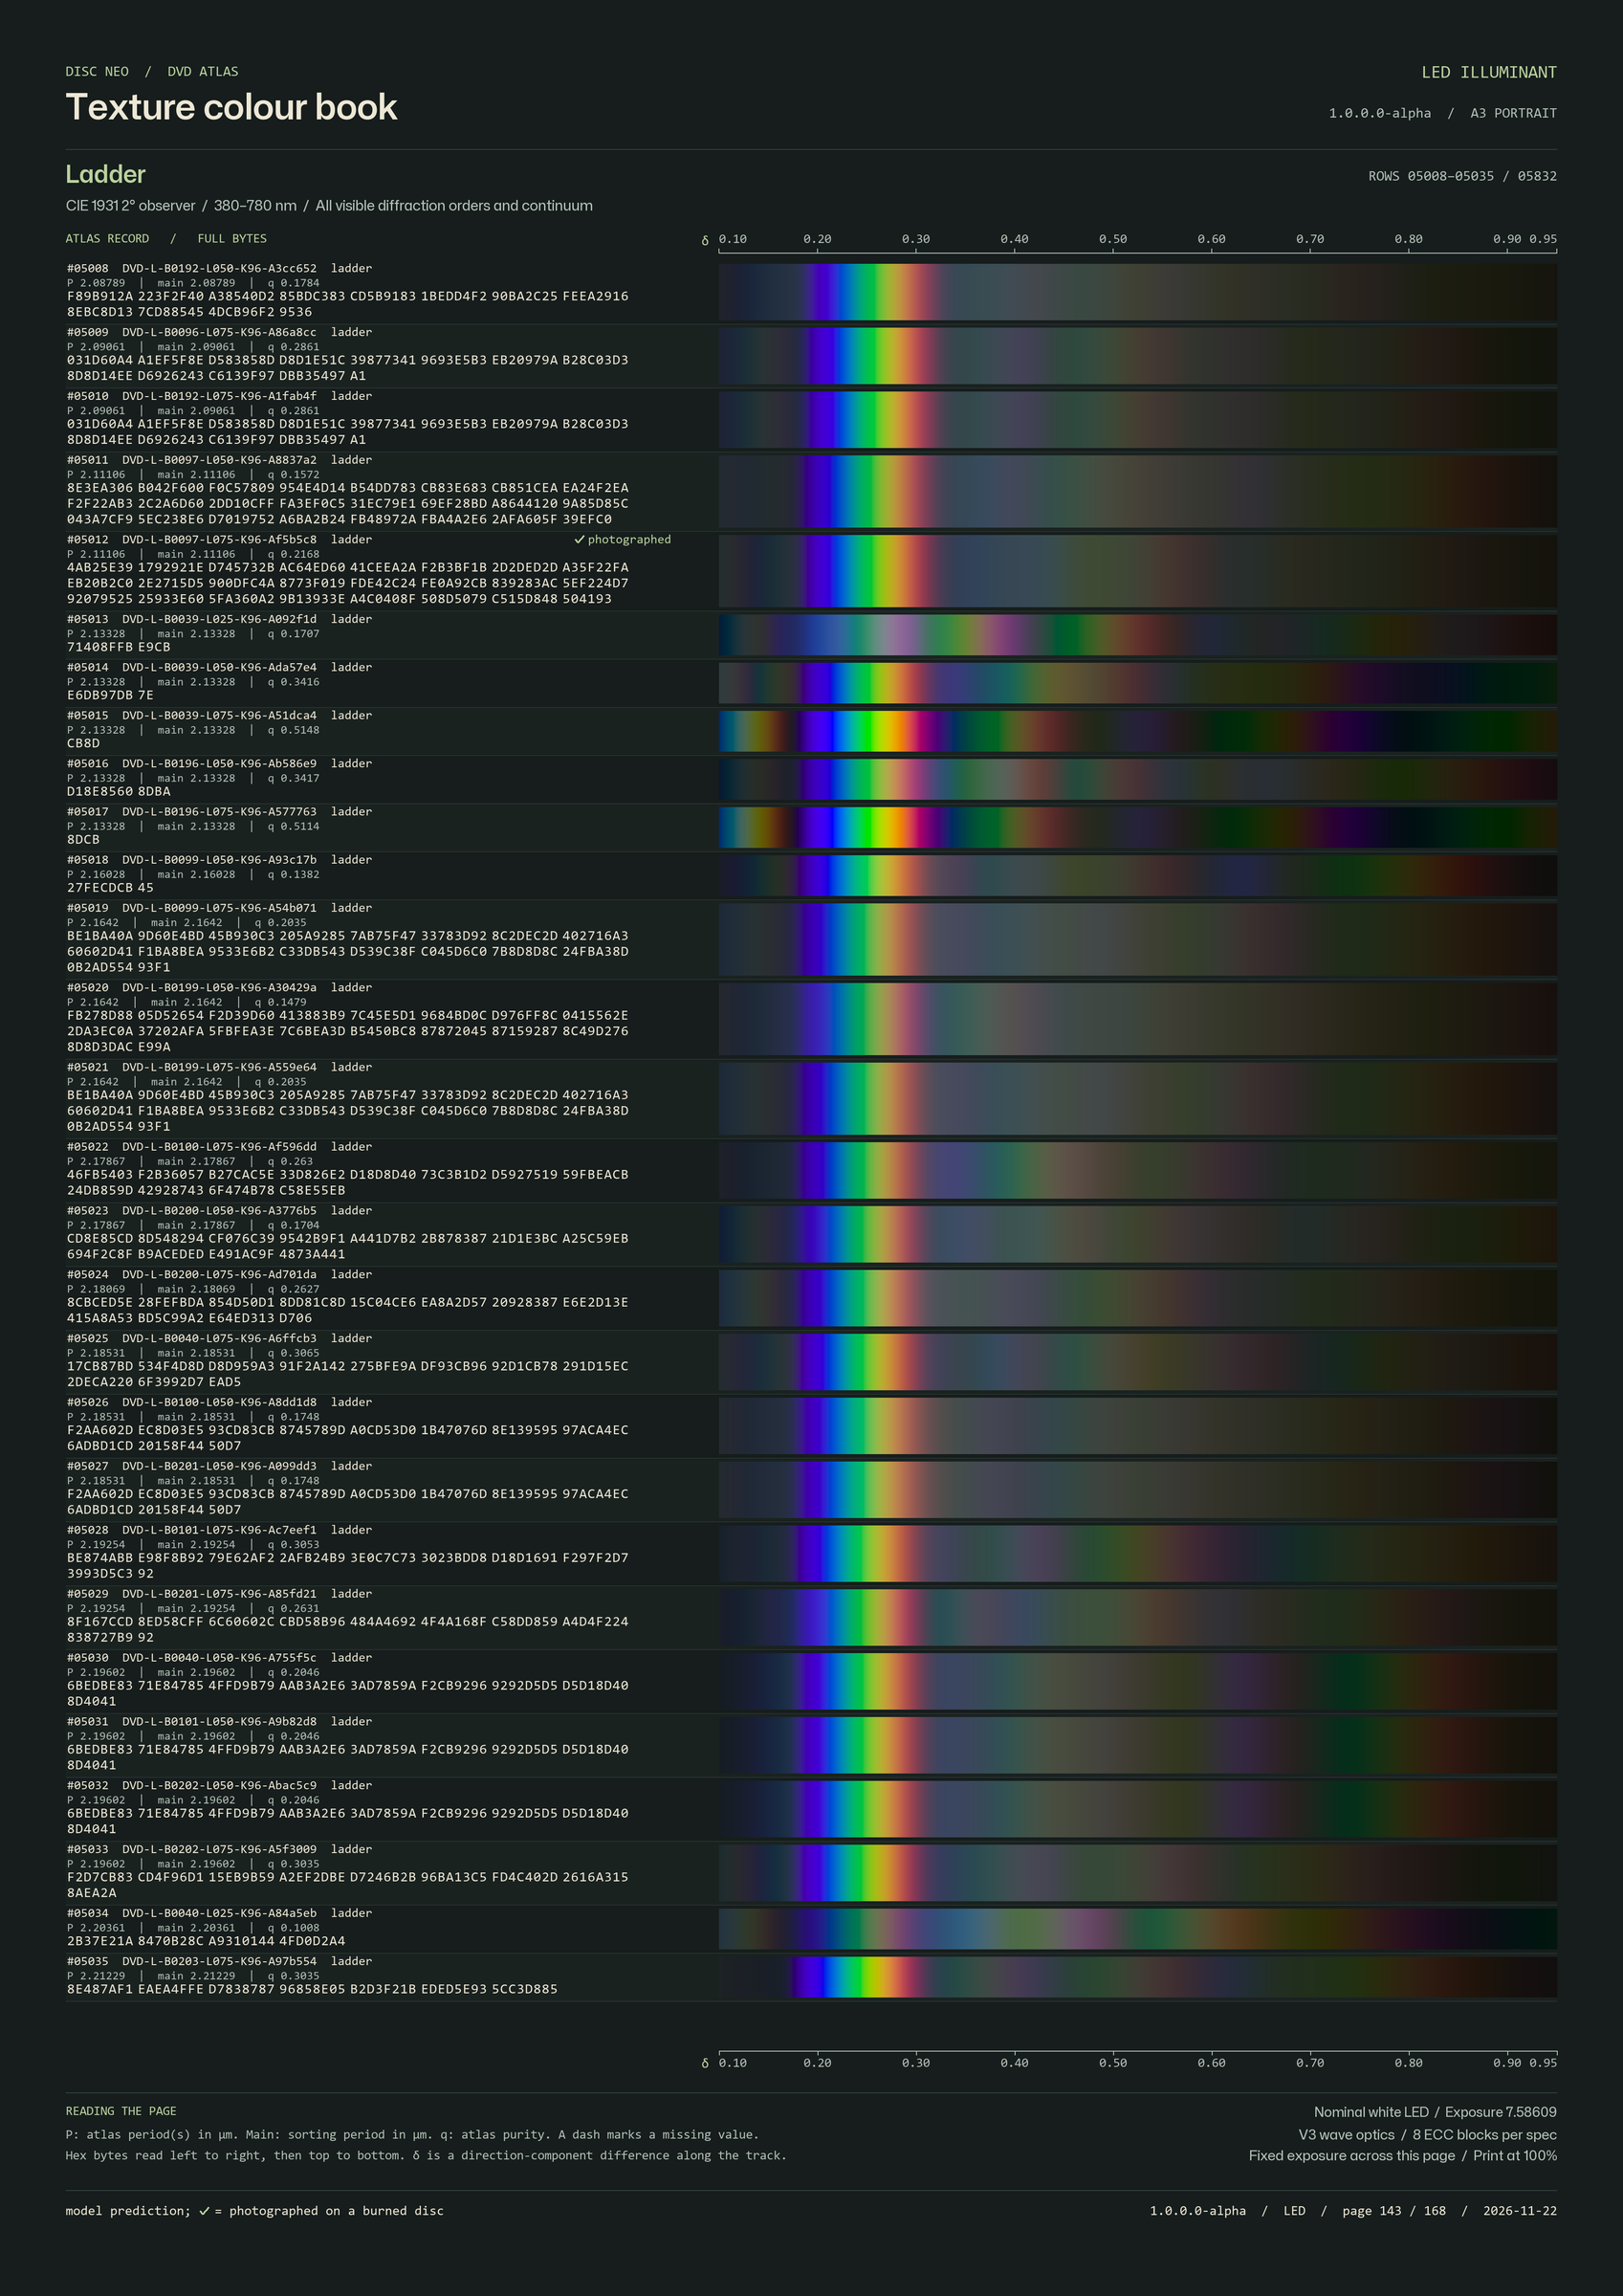 DISC NEO / DVD ATLAS
LED ILLUMINANT
Texture colour book
1.0.0.0-alpha / A3 PORTRAIT
Ladder
ROWS 05008–05035 / 05832
CIE 1931 2° observer / 380–780 nm / All visible diffraction orders and continuum
ATLAS RECORD / FULL BYTES
δ 0.10 0.20 0.30 0.40 0.50 0.60 0.70 0.80 0.90 0.95
#05008 DVD-L-B0192-L050-K96-A3cc652 ladder
P 2.08789 | main 2.08789 | q 0.1784
F89B912A 223F2F40 A38540D2 85BDC383 CD5B9183 1BEDD4F2 90BA2C25 FEEA2916
8EBC8D13 7CD88545 4DCB96F2 9536
#05009 DVD-L-B0096-L075-K96-A86a8cc ladder
P 2.09061 | main 2.09061 | q 0.2861
031D60A4 A1EF5F8E D583858D D8D1E51C 39877341 9693E5B3 EB20979A B28C03D3
8D8D14EE D6926243 C6139F97 DBB35497 A1
#05010 DVD-L-B0192-L075-K96-A1fab4f ladder
P 2.09061 | main 2.09061 | q 0.2861
031D60A4 A1EF5F8E D583858D D8D1E51C 39877341 9693E5B3 EB20979A B28C03D3
8D8D14EE D6926243 C6139F97 DBB35497 A1
#05011 DVD-L-B0097-L050-K96-A8837a2 ladder
P 2.11106 | main 2.11106 | q 0.1572
8E3EA306 B042F600 F0C57809 954E4D14 B54DD783 CB83E683 CB851CEA EA24F2EA
F2F22AB3 2C2A6D60 2DD10CFF FA3EF0C5 31EC79E1 69EF28BD A8644120 9A85D85C
043A7CF9 5EC238E6 D7019752 A6BA2B24 FB48972A FBA4A2E6 2AFA605F 39EFC0
#05012 DVD-L-B0097-L075-K96-Af5b5c8 ladder
✓ photographed
P 2.11106 | main 2.11106 | q 0.2168
4AB25E39 1792921E D745732B AC64ED60 41CEEA2A F2B3BF1B 2D2DED2D A35F22FA
EB20B2C0 2E2715D5 900DFC4A 8773F019 FDE42C24 FE0A92CB 839283AC 5EF224D7
92079525 25933E60 5FA360A2 9B13933E A4C0408F 508D5079 C515D848 504193
#05013 DVD-L-B0039-L025-K96-A092f1d ladder
P 2.13328 | main 2.13328 | q 0.1707
71408FFB E9CB
#05014 DVD-L-B0039-L050-K96-Ada57e4 ladder
P 2.13328 | main 2.13328 | q 0.3416
E6DB97DB 7E
#05015 DVD-L-B0039-L075-K96-A51dca4 ladder
P 2.13328 | main 2.13328 | q 0.5148
CB8D
#05016 DVD-L-B0196-L050-K96-Ab586e9 ladder
P 2.13328 | main 2.13328 | q 0.3417
D18E8560 8DBA
#05017 DVD-L-B0196-L075-K96-A577763 ladder
P 2.13328 | main 2.13328 | q 0.5114
8DCB
#05018 DVD-L-B0099-L050-K96-A93c17b ladder
P 2.16028 | main 2.16028 | q 0.1382
27FECDCB 45
#05019 DVD-L-B0099-L075-K96-A54b071 ladder
P 2.1642 | main 2.1642 | q 0.2035
BE1BA40A 9D60E4BD 45B930C3 205A9285 7AB75F47 33783D92 8C2DEC2D 402716A3
60602D41 F1BA8BEA 9533E6B2 C33DB543 D539C38F C045D6C0 7B8D8D8C 24FBA38D
0B2AD554 93F1
#05020 DVD-L-B0199-L050-K96-A30429a ladder
P 2.1642 | main 2.1642 | q 0.1479
FB278D88 05D52654 F2D39D60 413883B9 7C45E5D1 9684BD0C D976FF8C 0415562E
2DA3EC0A 37202AFA 5FBFEA3E 7C6BEA3D B5450BC8 87872045 87159287 8C49D276
8D8D3DAC E99A
#05021 DVD-L-B0199-L075-K96-A559e64 ladder
P 2.1642 | main 2.1642 | q 0.2035
BE1BA40A 9D60E4BD 45B930C3 205A9285 7AB75F47 33783D92 8C2DEC2D 402716A3
60602D41 F1BA8BEA 9533E6B2 C33DB543 D539C38F C045D6C0 7B8D8D8C 24FBA38D
0B2AD554 93F1
#05022 DVD-L-B0100-L075-K96-Af596dd ladder
P 2.17867 | main 2.17867 | q 0.263
46FB5403 F2B36057 B27CAC5E 33D826E2 D18D8D40 73C3B1D2 D5927519 59FBEACB
24DB859D 42928743 6F474B78 C58E55EB
#05023 DVD-L-B0200-L050-K96-A3776b5 ladder
P 2.17867 | main 2.17867 | q 0.1704
CD8E85CD 8D548294 CF076C39 9542B9F1 A441D7B2 2B878387 21D1E3BC A25C59EB
694F2C8F B9ACEDED E491AC9F 4873A441
#05024 DVD-L-B0200-L075-K96-Ad701da ladder
P 2.18069 | main 2.18069 | q 0.2627
8CBCED5E 28FEFBDA 854D50D1 8DD81C8D 15C04CE6 EA8A2D57 20928387 E6E2D13E
415A8A53 BD5C99A2 E64ED313 D706
#05025 DVD-L-B0040-L075-K96-A6ffcb3 ladder
P 2.18531 | main 2.18531 | q 0.3065
17CB87BD 534F4D8D D8D959A3 91F2A142 275BFE9A DF93CB96 92D1CB78 291D15EC
2DECA220 6F3992D7 EAD5
#05026 DVD-L-B0100-L050-K96-A8dd1d8 ladder
P 2.18531 | main 2.18531 | q 0.1748
F2AA602D EC8D03E5 93CD83CB 8745789D A0CD53D0 1B47076D 8E139595 97ACA4EC
6ADBD1CD 20158F44 50D7
#05027 DVD-L-B0201-L050-K96-A099dd3 ladder
P 2.18531 | main 2.18531 | q 0.1748
F2AA602D EC8D03E5 93CD83CB 8745789D A0CD53D0 1B47076D 8E139595 97ACA4EC
6ADBD1CD 20158F44 50D7
#05028 DVD-L-B0101-L075-K96-Ac7eef1 ladder
P 2.19254 | main 2.19254 | q 0.3053
BE874ABB E98F8B92 79E62AF2 2AFB24B9 3E0C7C73 3023BDD8 D18D1691 F297F2D7
3993D5C3 92
#05029 DVD-L-B0201-L075-K96-A85fd21 ladder
P 2.19254 | main 2.19254 | q 0.2631
8F167CCD 8ED58CFF 6C60602C CBD58B96 484A4692 4F4A168F C58DD859 A4D4F224
838727B9 92
#05030 DVD-L-B0040-L050-K96-A755f5c ladder
P 2.19602 | main 2.19602 | q 0.2046
6BEDBE83 71E84785 4FFD9B79 AAB3A2E6 3AD7859A F2CB9296 9292D5D5 D5D18D40
8D4041
#05031 DVD-L-B0101-L050-K96-A9b82d8 ladder
P 2.19602 | main 2.19602 | q 0.2046
6BEDBE83 71E84785 4FFD9B79 AAB3A2E6 3AD7859A F2CB9296 9292D5D5 D5D18D40
8D4041
#05032 DVD-L-B0202-L050-K96-Abac5c9 ladder
P 2.19602 | main 2.19602 | q 0.2046
6BEDBE83 71E84785 4FFD9B79 AAB3A2E6 3AD7859A F2CB9296 9292D5D5 D5D18D40
8D4041
#05033 DVD-L-B0202-L075-K96-A5f3009 ladder
P 2.19602 | main 2.19602 | q 0.3035
F2D7CB83 CD4F96D1 15EB9B59 A2EF2DBE D7246B2B 96BA13C5 FD4C402D 2616A315
8AEA2A
#05034 DVD-L-B0040-L025-K96-A84a5eb ladder
P 2.20361 | main 2.20361 | q 0.1008
2B37E21A 8470B28C A9310144 4FD0D2A4
#05035 DVD-L-B0203-L075-K96-A97b554 ladder
P 2.21229 | main 2.21229 | q 0.3035
8E487AF1 EAEA4FFE D7838787 96858E05 B2D3F21B EDED5E93 5CC3D885
δ 0.10 0.20 0.30 0.40 0.50 0.60 0.70 0.80 0.90 0.95
READING THE PAGE
Nominal white LED / Exposure 7.58609
P: atlas period(s) in µm. Main: sorting period in µm. q: atlas purity. A dash marks a missing value.
V3 wave optics / 8 ECC blocks per spec
Hex bytes read left to right, then top to bottom. δ is a direction-component difference along the track.
Fixed exposure across this page / Print at 100%
model prediction; ✓ = photographed on a burned disc
1.0.0.0-alpha / LED / page 143 / 168 / 2026-11-22